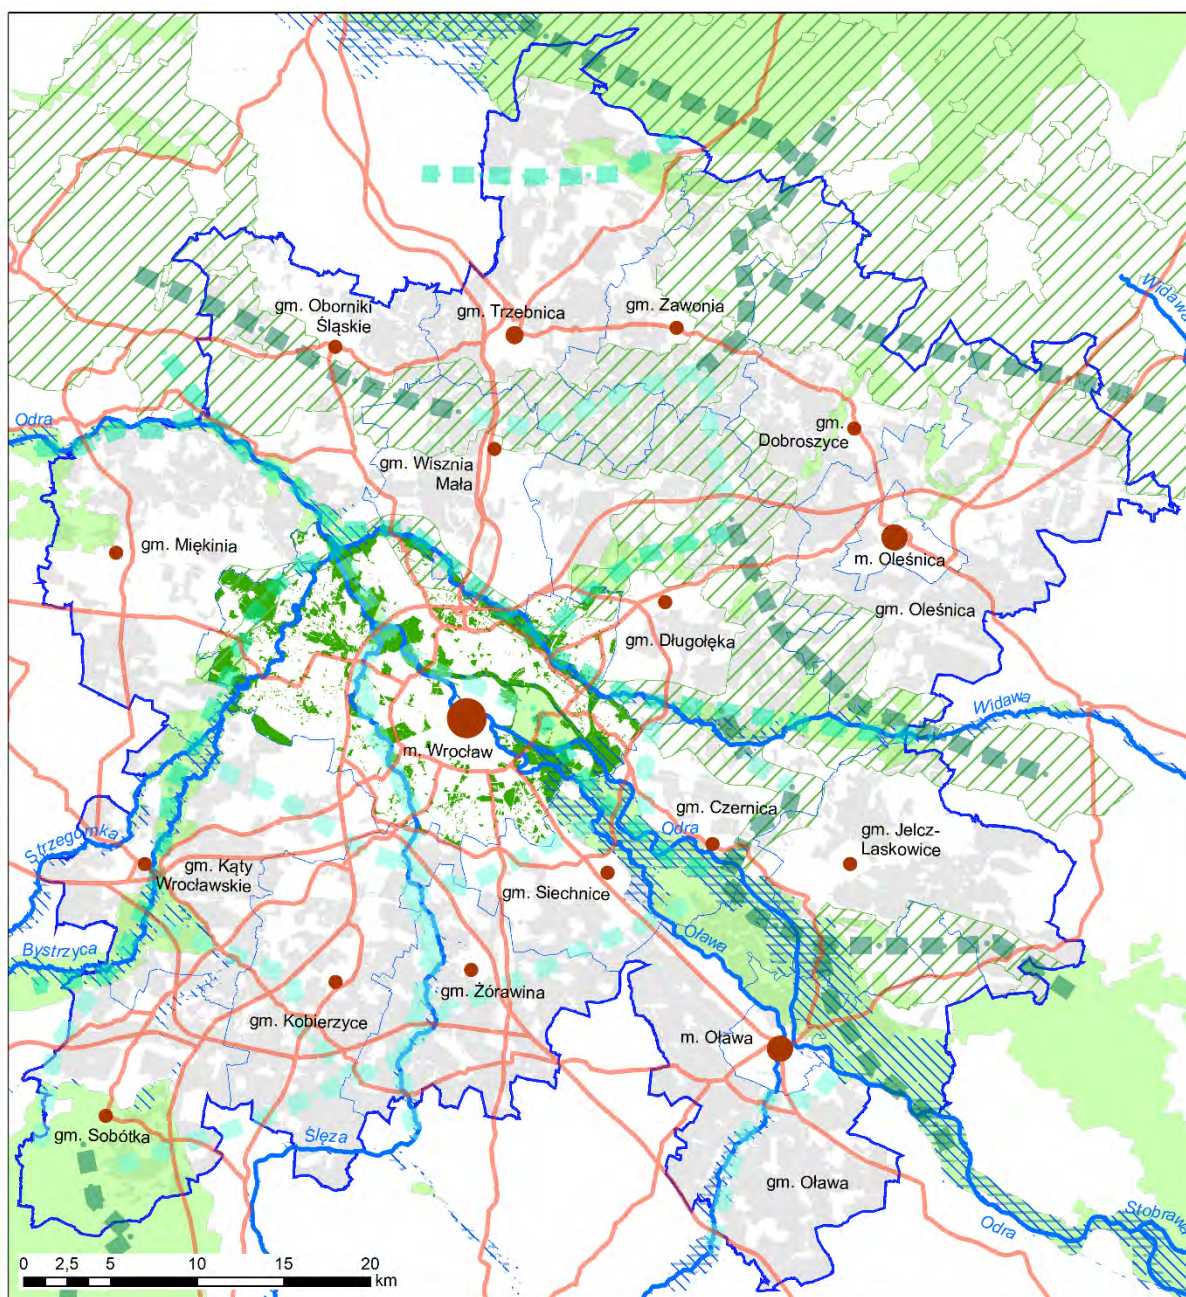 Widawa
gm. Oborniki
Śląskie
gm. Trzebnica
gm. Zawonia
Odra
gm.
Dobroszyce
gm. Wisznia
Mała
gm. Miękinia
m. Oleśnica
gm. Oleśnica
gm. Długołęka
Widawa
m. Wrocław
gm. Czernica
Odra
gm. Jelcz-
Laskowice
Strzegomka
gm. Kąty
Wrocławskie
gm. Siechnice
Oława
Bystrzyca
gm. Żórawina
gm. Kobierzyce
m. Oława
gm. Sobótka
Ślęza
gm. Oława
Odra
Stobrawa
0 2,5 5 10 15 20
km